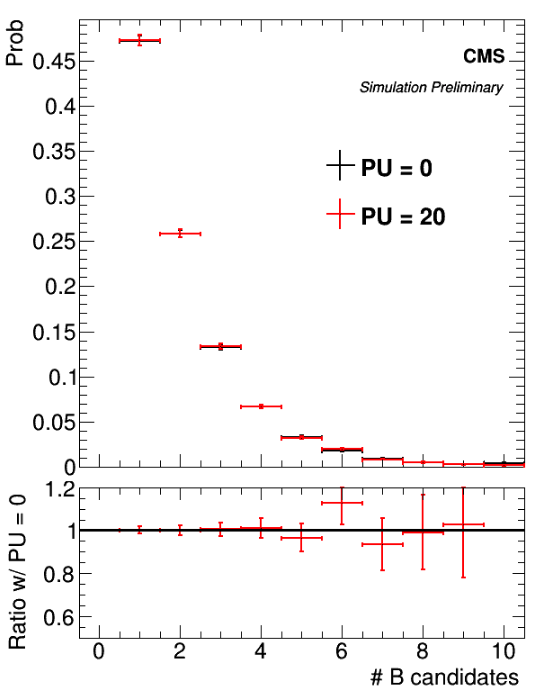 Prob
0.45
0.4
0.35
0.3
0.25
0.2
0.15
0.1
0.05
0
CMS
Simulation Preliminary
PU = 0
PU = 20
Ratio w/ PU = 0
1.2
1
0.8
0.6
0 2 4 6 8 10
# B candidates